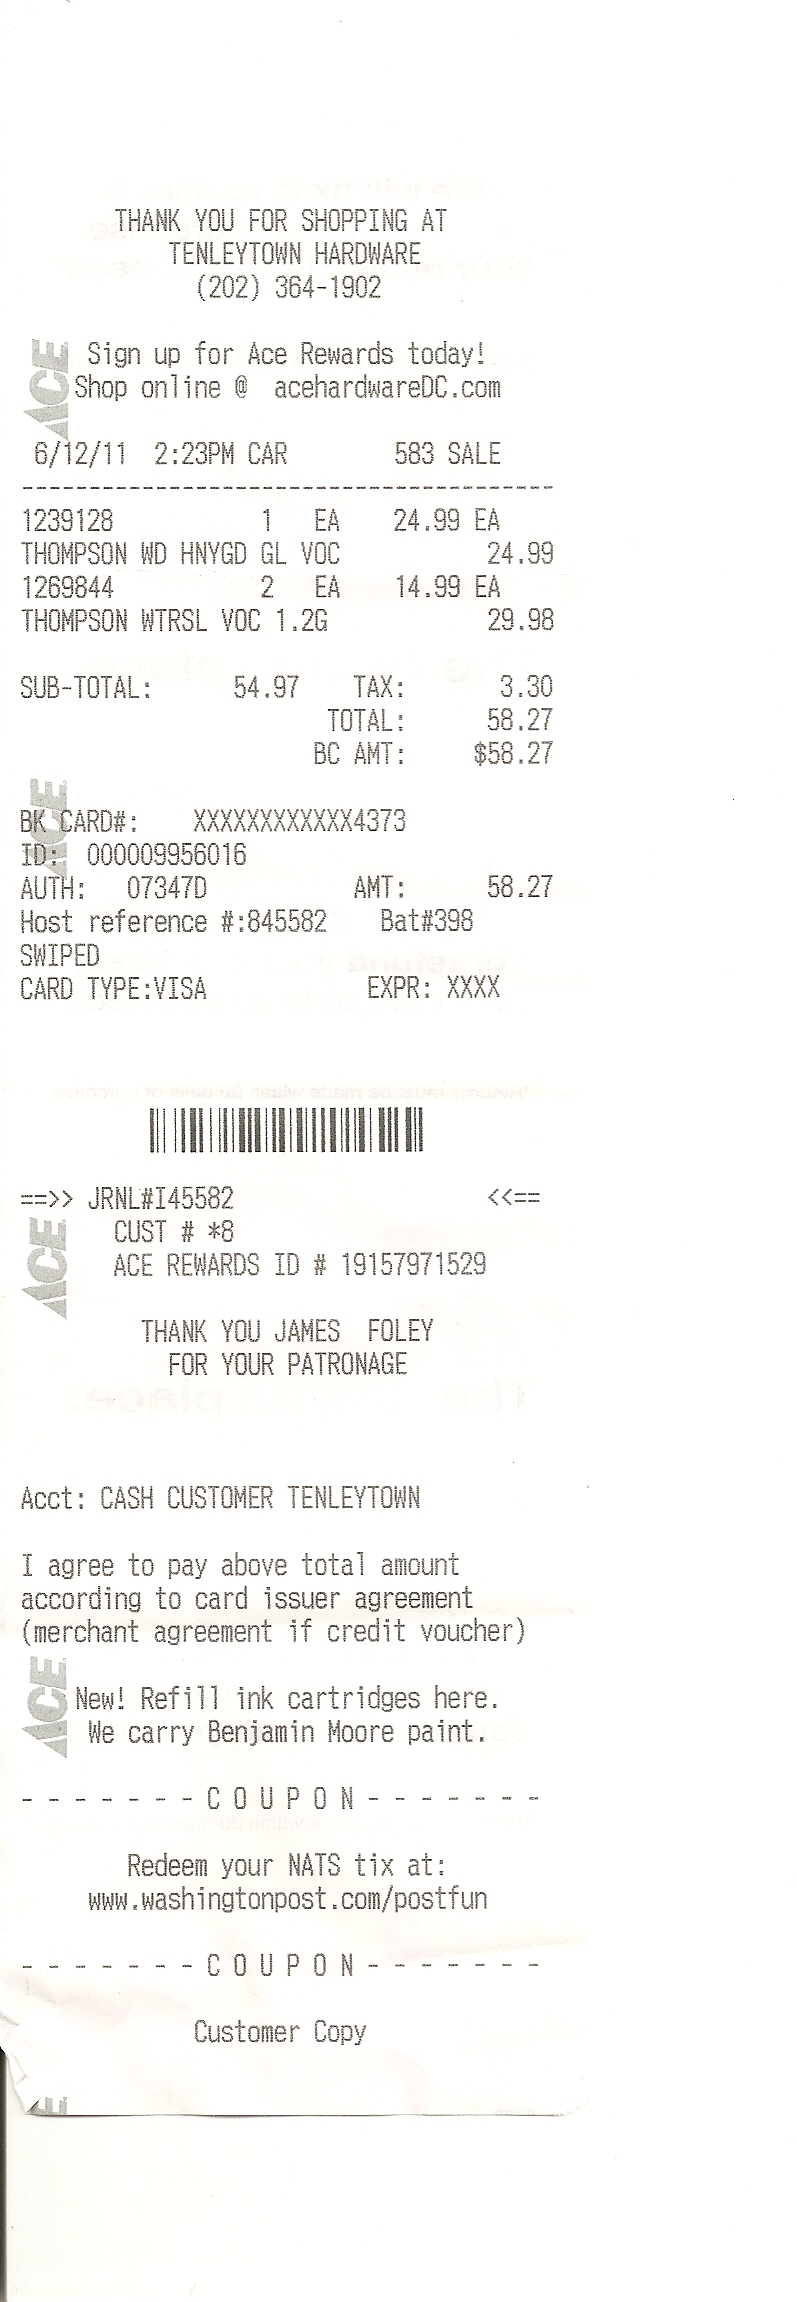 THANK YOU FOR SHOPPING AT
TENLEYTOWN HARDWARE
(202) 364-1902
ACE
Sign up for Ace Rewards today!
Shop online @ acehardwareDC.com
6/12/11 2:23PM CAR 583 SALE
----------------------------------------
1239128 1 EA 24.99 EA
THOMPSON WD HNYGD GL VOC 24.99
1269844 2 EA 14.99 EA
THOMPSON WTRSL VOC 1.2G 29.98
SUB-TOTAL: 54.97 TAX: 3.30
TOTAL: 58.27
BC AMT: $58.27
ACE
BK CARD#: XXXXXXXXXXXX4373
ID: 000009956016
AUTH: 07347D AMT: 58.27
Host reference #:845582 Bat#398
SWIPED
CARD TYPE:VISA EXPR: XXXX
==>> JRNL#I45582 <<==
CUST # *8
ACE
ACE REWARDS ID # 19157971529
THANK YOU JAMES FOLEY
FOR YOUR PATRONAGE
Acct: CASH CUSTOMER TENLEYTOWN
I agree to pay above total amount
according to card issuer agreement
(merchant agreement if credit voucher)
ACE
New! Refill ink cartridges here.
We carry Benjamin Moore paint.
- - - - - - - C O U P O N - - - - - - -
Redeem your NATS tix at:
www.washingtonpost.com/postfun
- - - - - - - C O U P O N - - - - - - -
Customer Copy